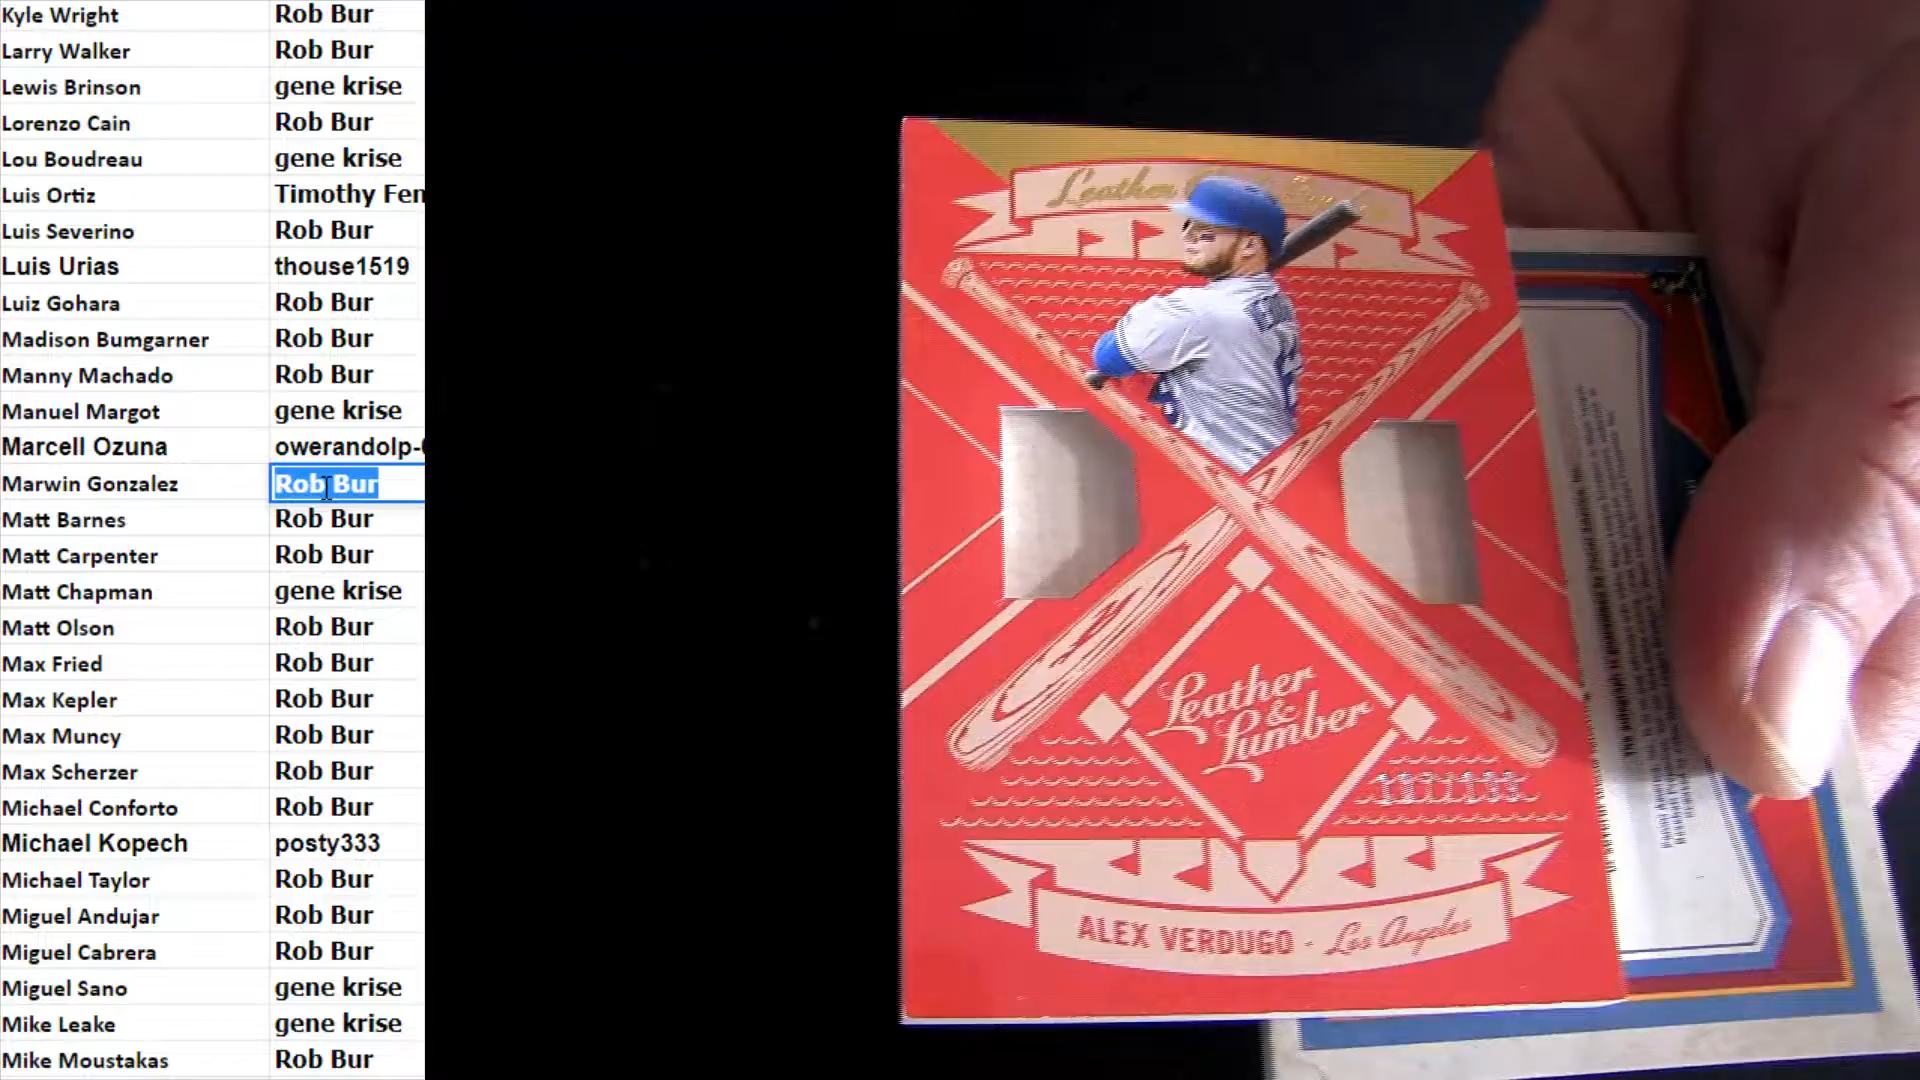 Kyle Wright Rob Bur
Larry Walker Rob Bur
Lewis Brinson gene krise
Lorenzo Cain Rob Bur
Lou Boudreau gene krise
Luis Ortiz Timothy Fen
Luis Severino Rob Bur
Luis Urias thouse1519
Luiz Gohara Rob Bur
Madison Bumgarner Rob Bur
Manny Machado Rob Bur
Manuel Margot gene krise
Marcell Ozuna owerandolp-
Marwin Gonzalez Rob Bur
Matt Barnes Rob Bur
Matt Carpenter Rob Bur
Matt Chapman gene krise
Matt Olson Rob Bur
Max Fried Rob Bur
Max Kepler Rob Bur
Max Muncy Rob Bur
Max Scherzer Rob Bur
Michael Conforto Rob Bur
Michael Kopech posty333
Michael Taylor Rob Bur
Miguel Andujar Rob Bur
Miguel Cabrera Rob Bur
Miguel Sano gene krise
Mike Leake gene krise
Mike Moustakas Rob Bur
Leather
Leather
&
Lumber
ALEX VERDUGO - Los Angeles